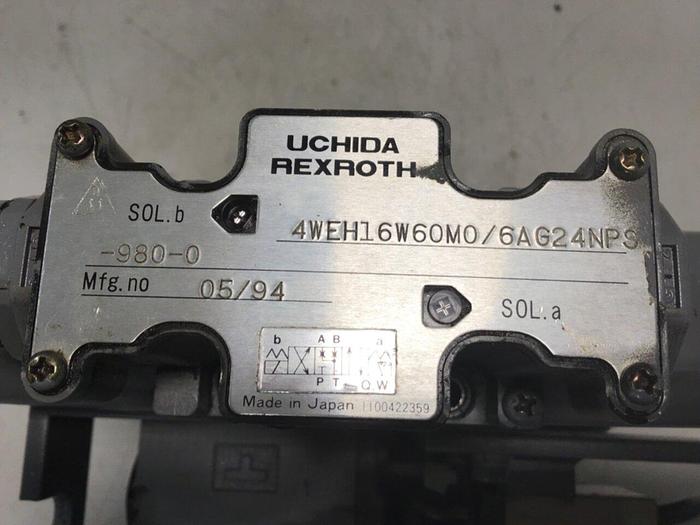 UCHIDA
REXROTH
SOL.b
4WEH16W60M0/6AG24NPS
-980-0
Mfg.no 05/94
SOL.a
b A B a
P T Q.W
Made in Japan 1100422359